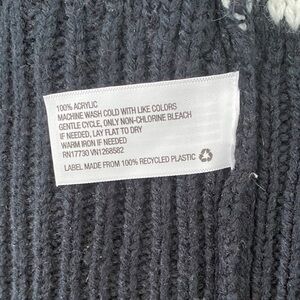 100% ACRYLIC
MACHINE WASH COLD WITH LIKE COLORS
GENTLE CYCLE, ONLY NON-CHLORINE BLEACH
IF NEEDED, LAY FLAT TO DRY
WARM IRON IF NEEDED
RN17730 VN1268582
LABEL MADE FROM 100% RECYCLED PLASTIC